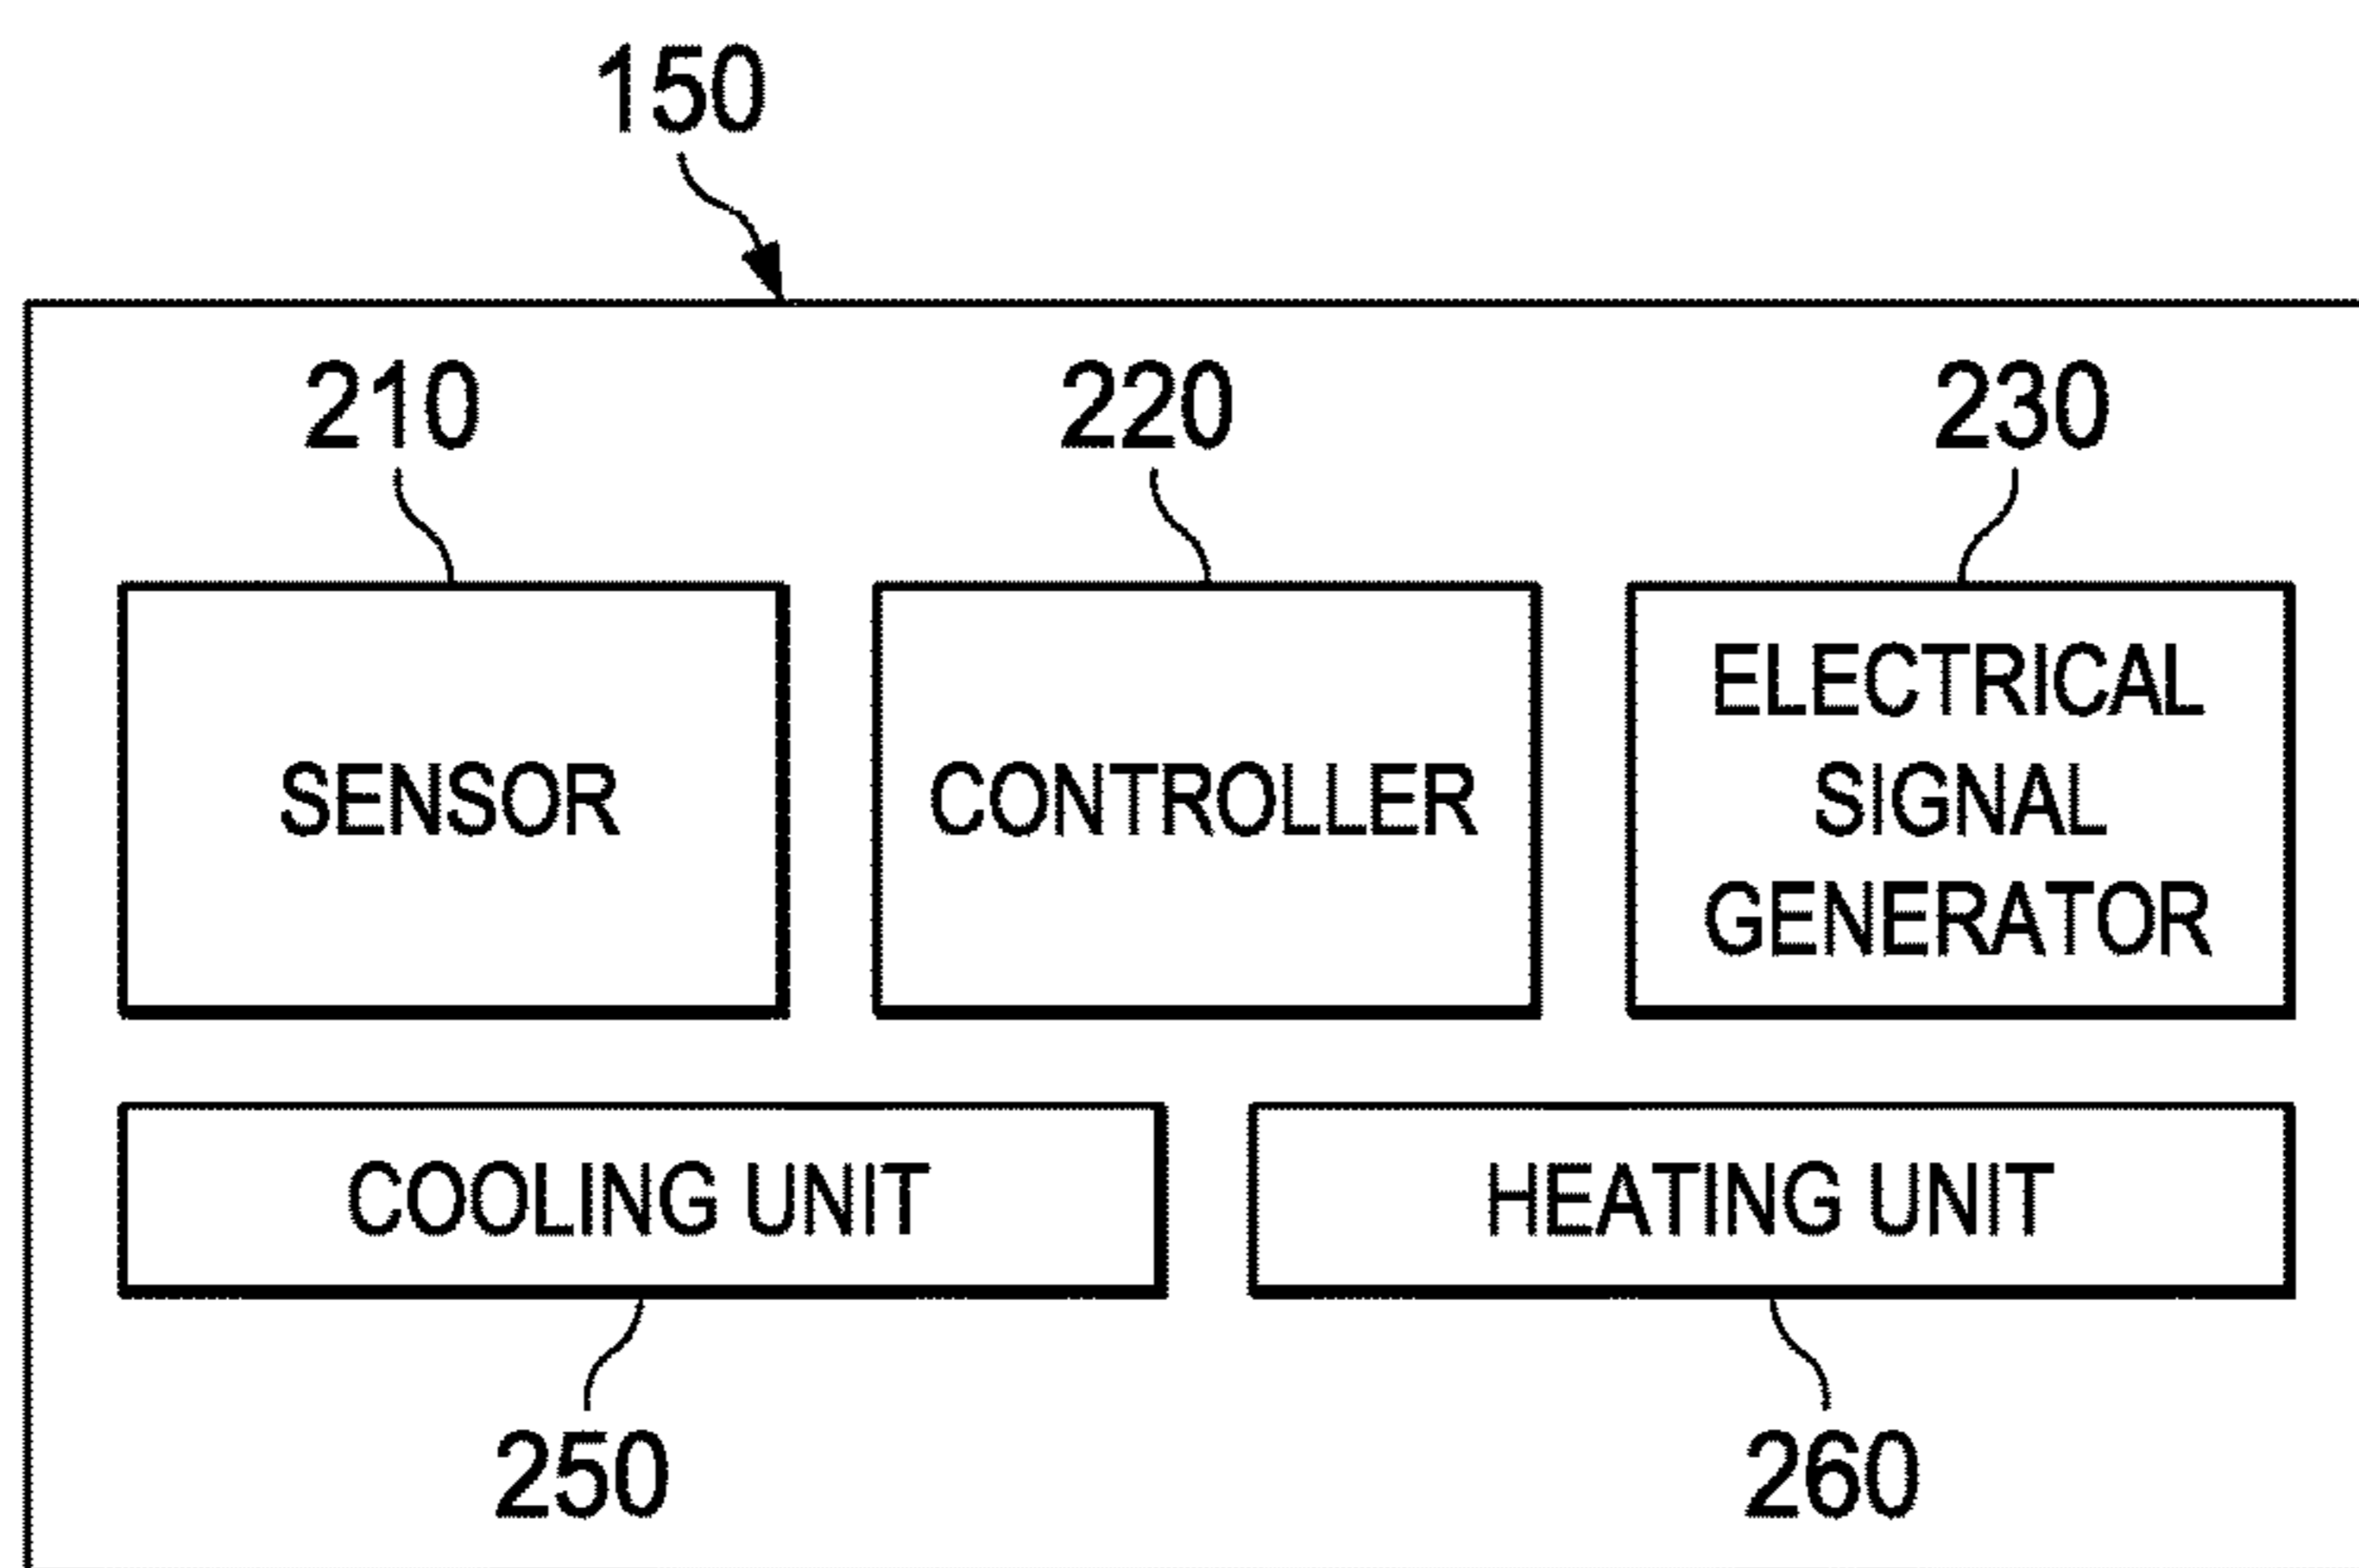 150
210
220
230
SENSOR
CONTROLLER
ELECTRICAL
SIGNAL
GENERATOR
COOLING UNIT
HEATING UNIT
250
260